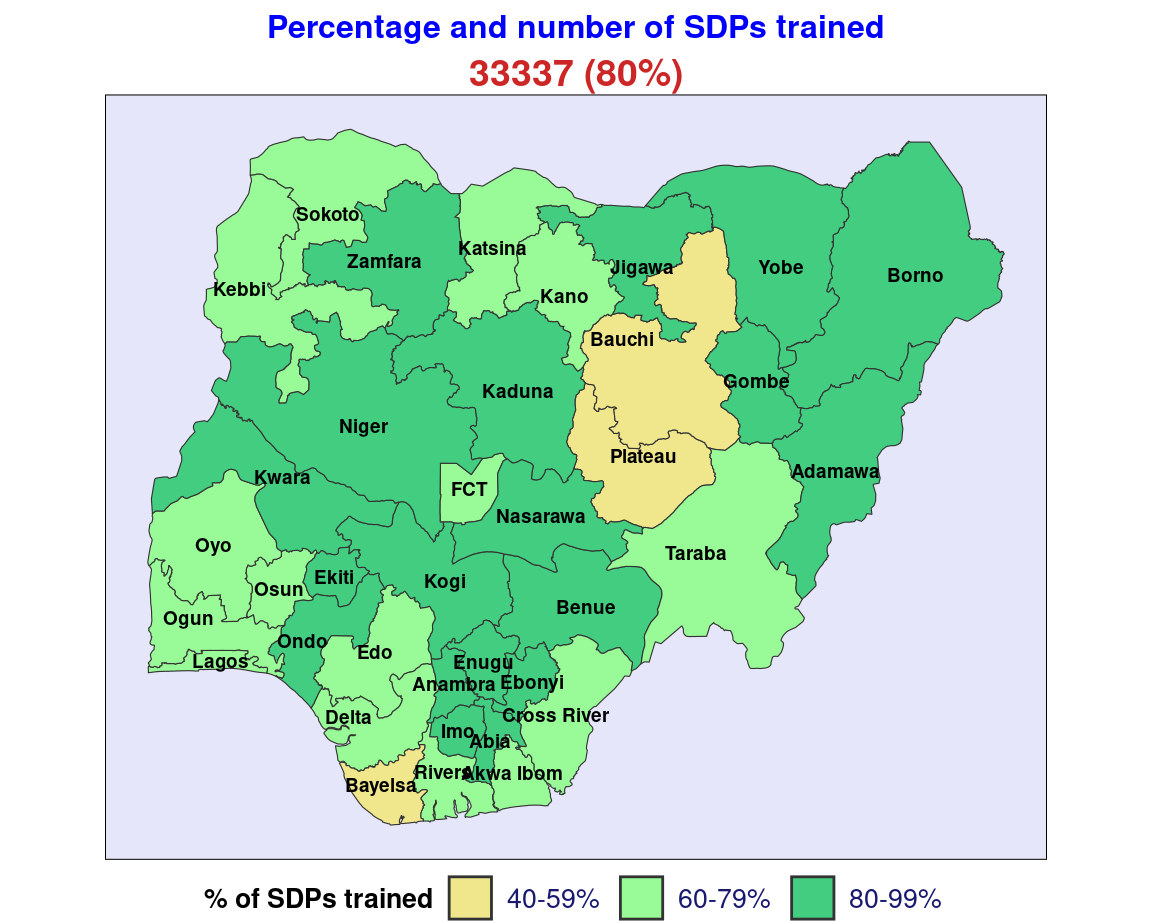 Percentage and number of SDPs trained
33337 (80%)
Sokoto
Katsina
Zamfara
Jigawa
Yobe
Borno
Kebbi
Kano
Bauchi
Gombe
Kaduna
Niger
Plateau
Adamawa
Kwara
FCT
Nasarawa
Oyo
Taraba
Ekiti
Kogi
Osun
Benue
Ogun
Ondo
Edo
Lagos
Enugu
Anambra
Ebonyi
Delta
Cross River
Imo
Abia
Rivers
Akwa Ibom
Bayelsa
% of SDPs trained 40-59% 60-79% 80-99%